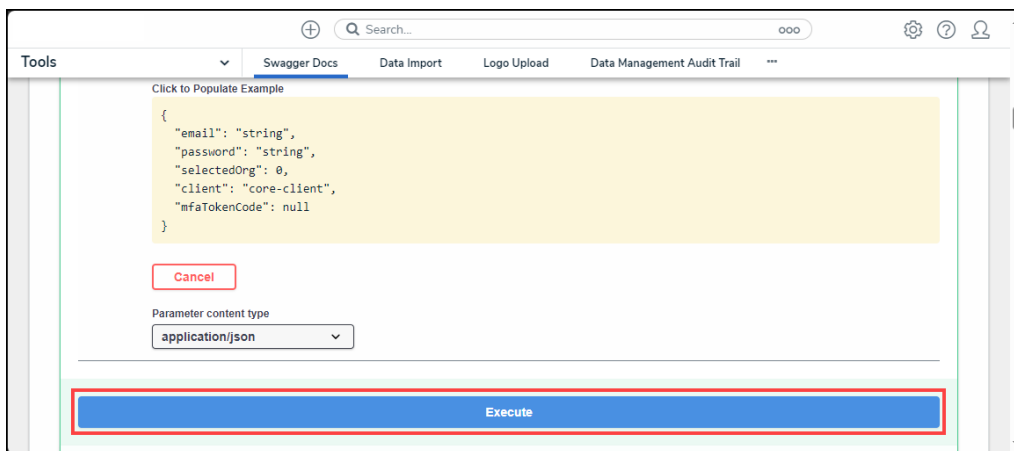 Search...
Tools
Swagger Docs
Data Import
Logo Upload
Data Management Audit Trail
Click to Populate Example
{
"email": "string",
"password": "string",
"selectedOrg": 0,
"client": "core-client",
"mfaTokenCode": null
}
Cancel
Parameter content type
application/json
Execute